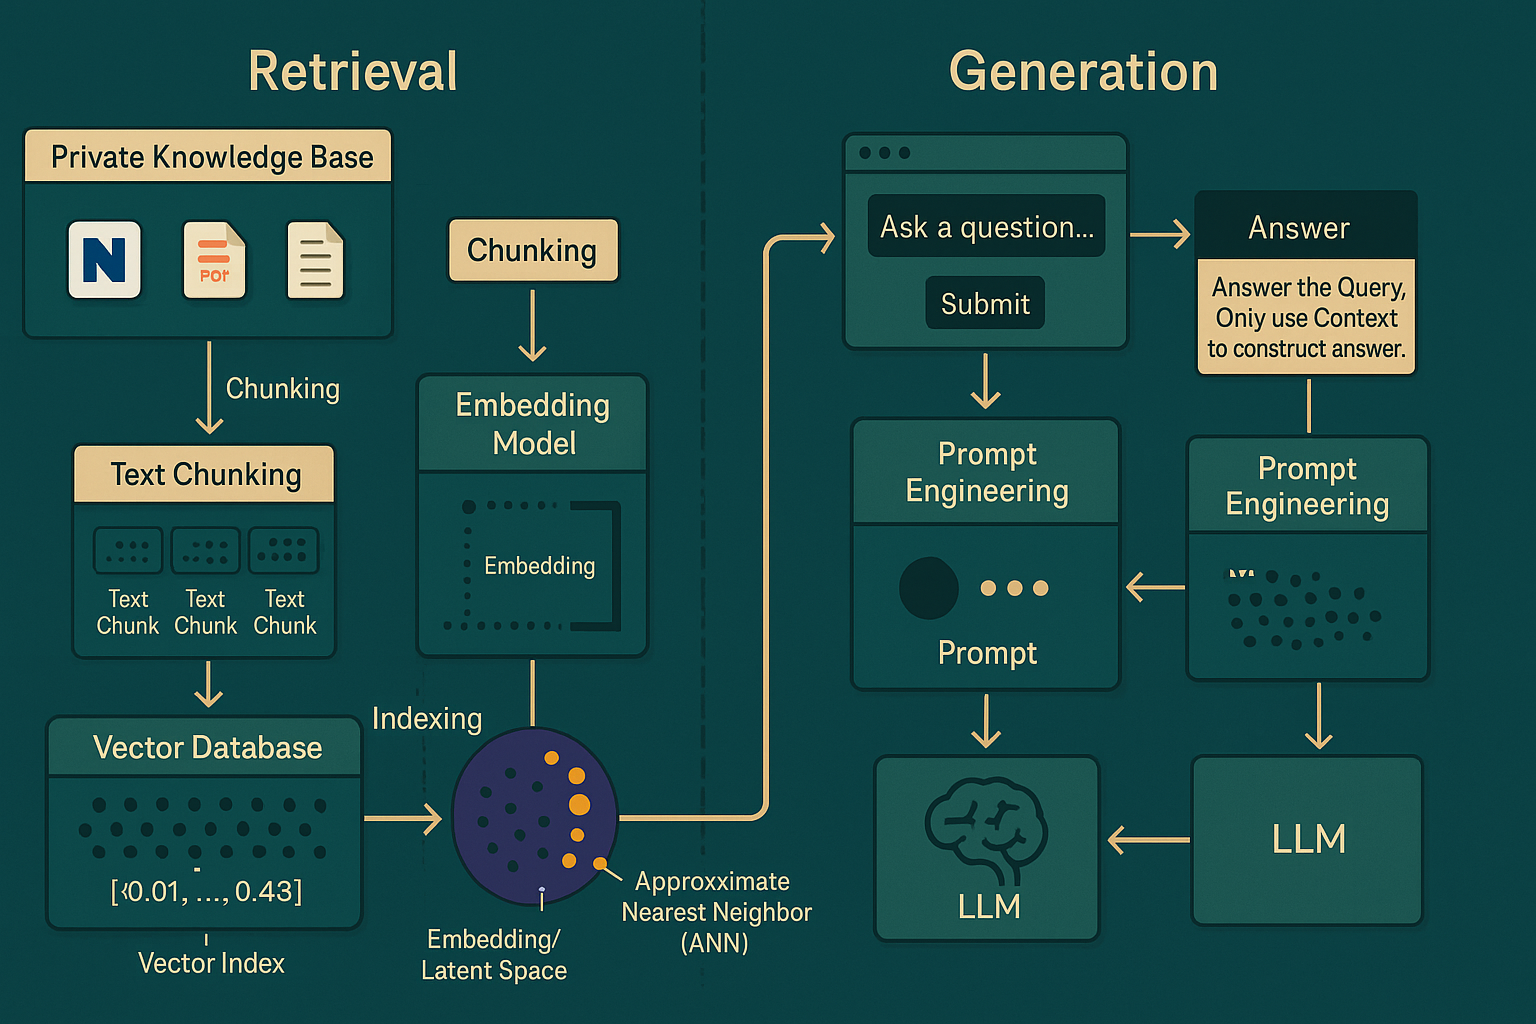 Retrieval
Private Knowledge Base
N
POT
Chunking
Text Chunking
Text
Chunk
Text
Chunk
Text
Chunk
Vector Database
[{0.01, ..., 0.43]
Vector Index
Chunking
Embedding
Model
Embedding
Indexing
Embedding/
Latent Space
Approxximate
Nearest Neighbor
(ANN)
Generation
Ask a question...
Submit
Answer
Answer the Query,
Only use Context
to construct answer.
Prompt
Engineering
Prompt
Prompt
Engineering
LLM
LLM